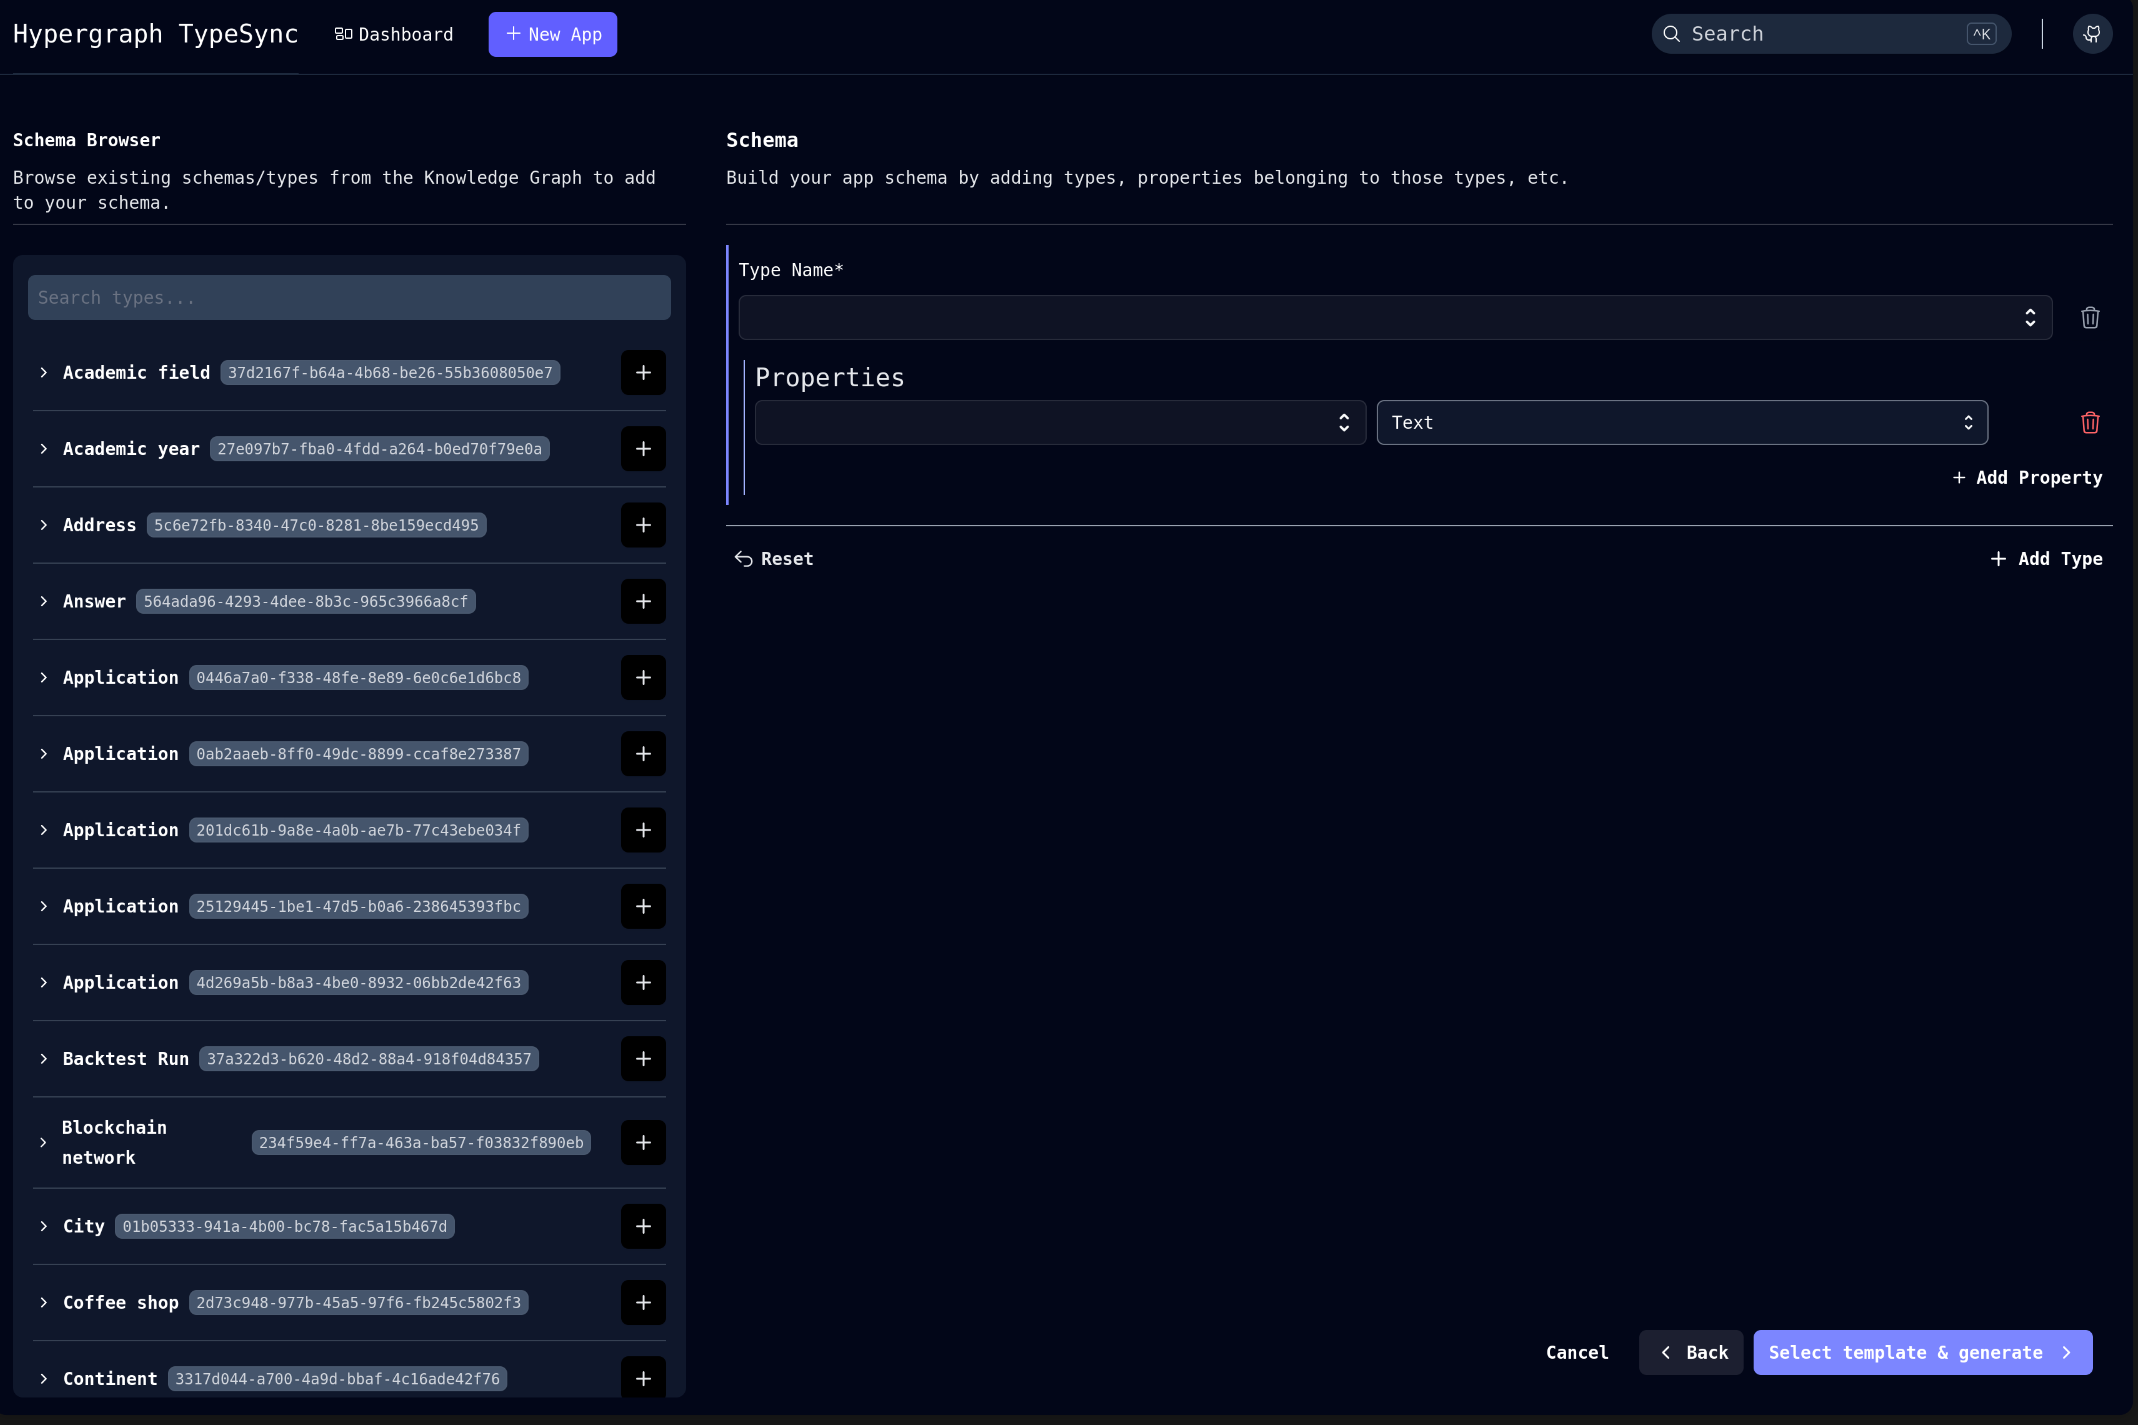 Hypergraph TypeSync
Dashboard
New App
Search
^K
Schema Browser
Browse existing schemas/types from the Knowledge Graph to add
to your schema.
Search types...
Academic field 37d2167f-b64a-4b68-be26-55b3608050e7
Academic year 27e097b7-fba0-4fdd-a264-b0ed70f79e0a
Address 5c6e72fb-8340-47c0-8281-8be159ecd495
Answer 564ada96-4293-4dee-8b3c-965c3966a8cf
Application 0446a7a0-f338-48fe-8e89-6e0c6e1d6bc8
Application 0ab2aaeb-8ff0-49dc-8899-ccaf8e273387
Application 201dc61b-9a8e-4a0b-ae7b-77c43ebe034f
Application 25129445-1be1-47d5-b0a6-238645393fbc
Application 4d269a5b-b8a3-4be0-8932-06bb2de42f63
Backtest Run 37a322d3-b620-48d2-88a4-918f04d84357
Blockchain
network
234f59e4-ff7a-463a-ba57-f03832f890eb
City 01b05333-941a-4b00-bc78-fac5a15b467d
Coffee shop 2d73c948-977b-45a5-97f6-fb245c5802f3
Continent 3317d044-a700-4a9d-bbaf-4c16ade42f76
Schema
Build your app schema by adding types, properties belonging to those types, etc.
Type Name*
Properties
Text
+ Add Property
Reset
+ Add Type
Cancel
Back
Select template & generate